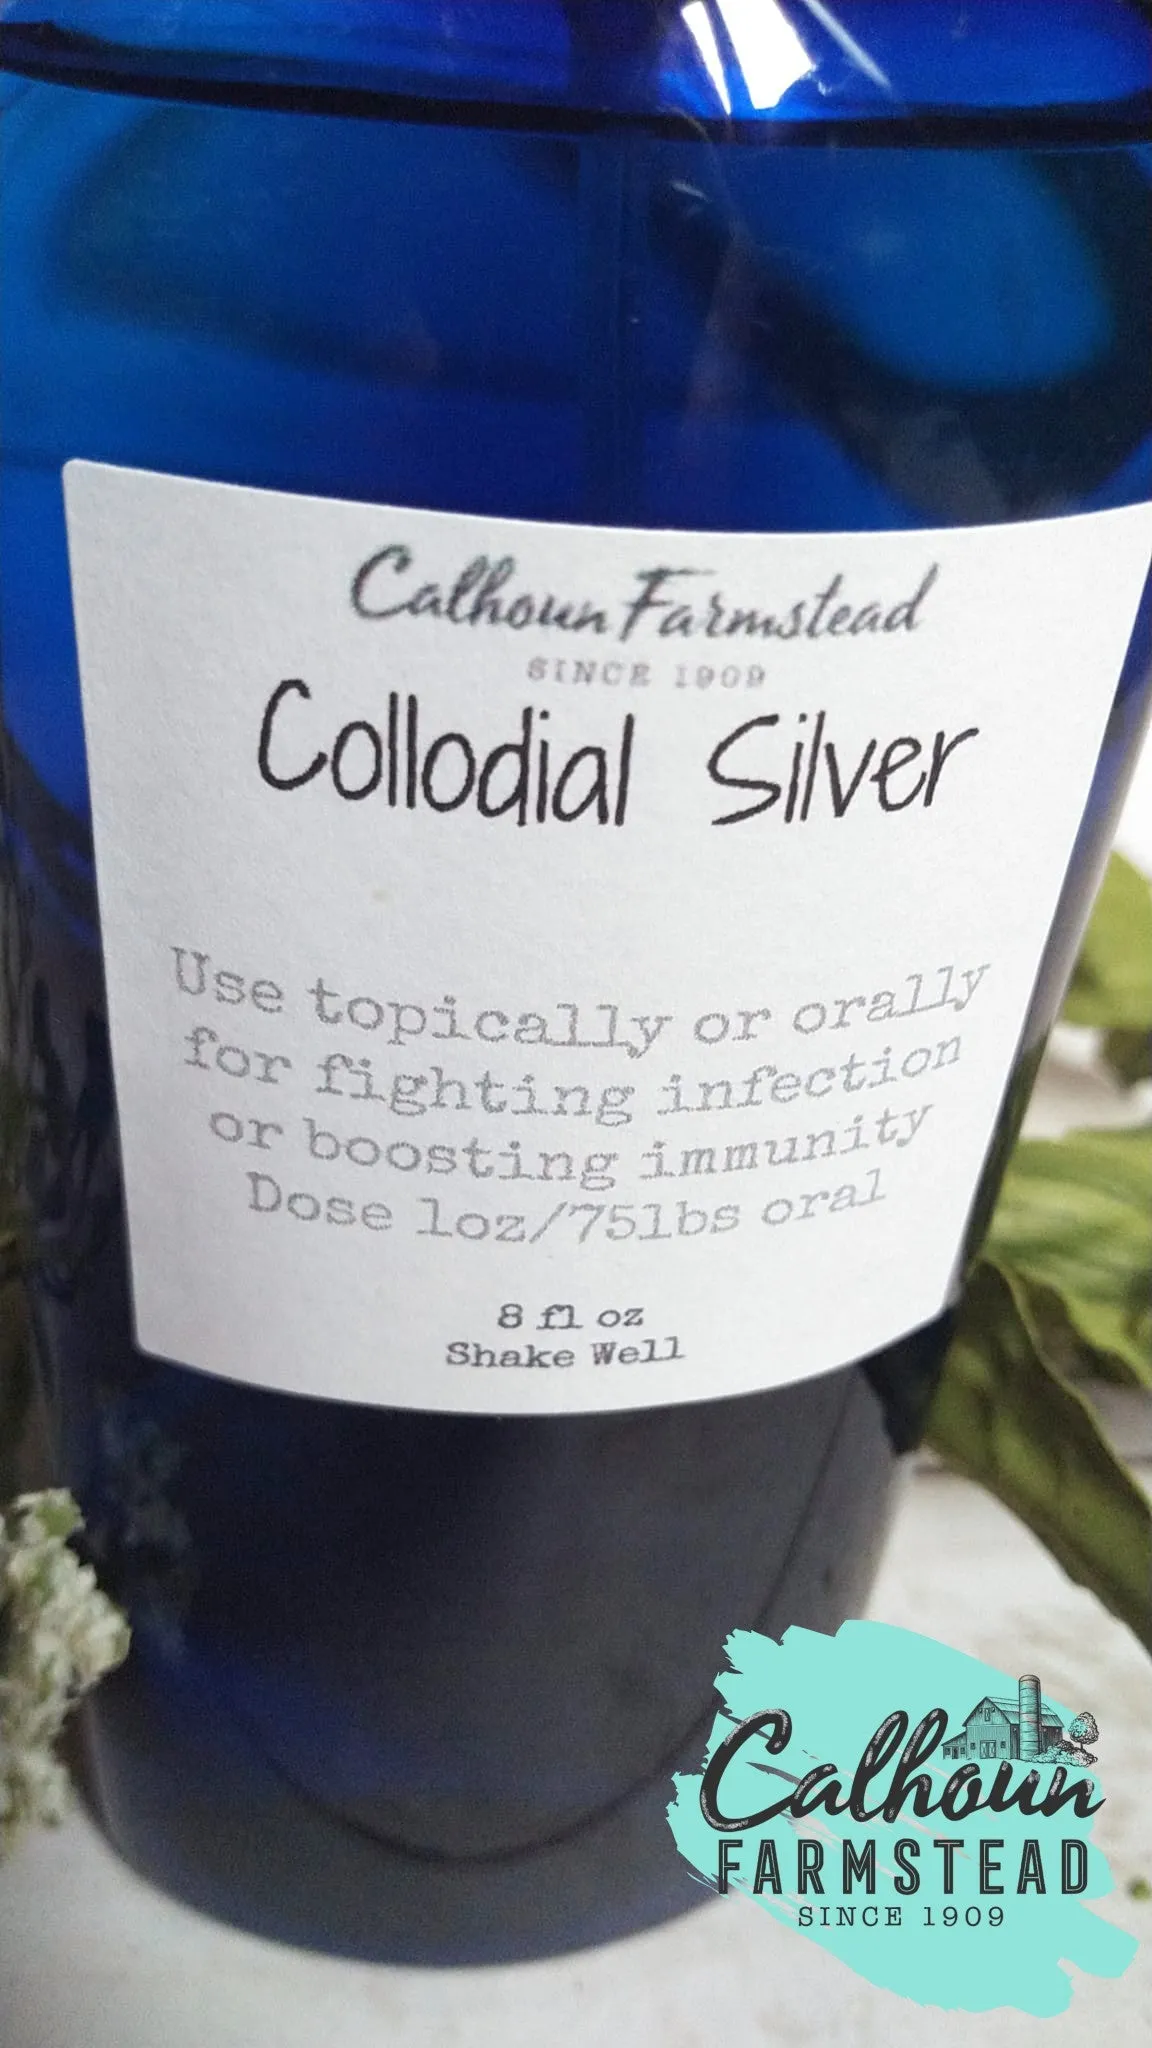 Calhoun Farmstead
SINCE 1909
Collodial Silver
Use topically or orally
for fighting infection
or boosting immunity
Dose 1oz/75lbs oral
8 fl oz
Shake Well
Calhoun
FARMSTEAD
SINCE 1909